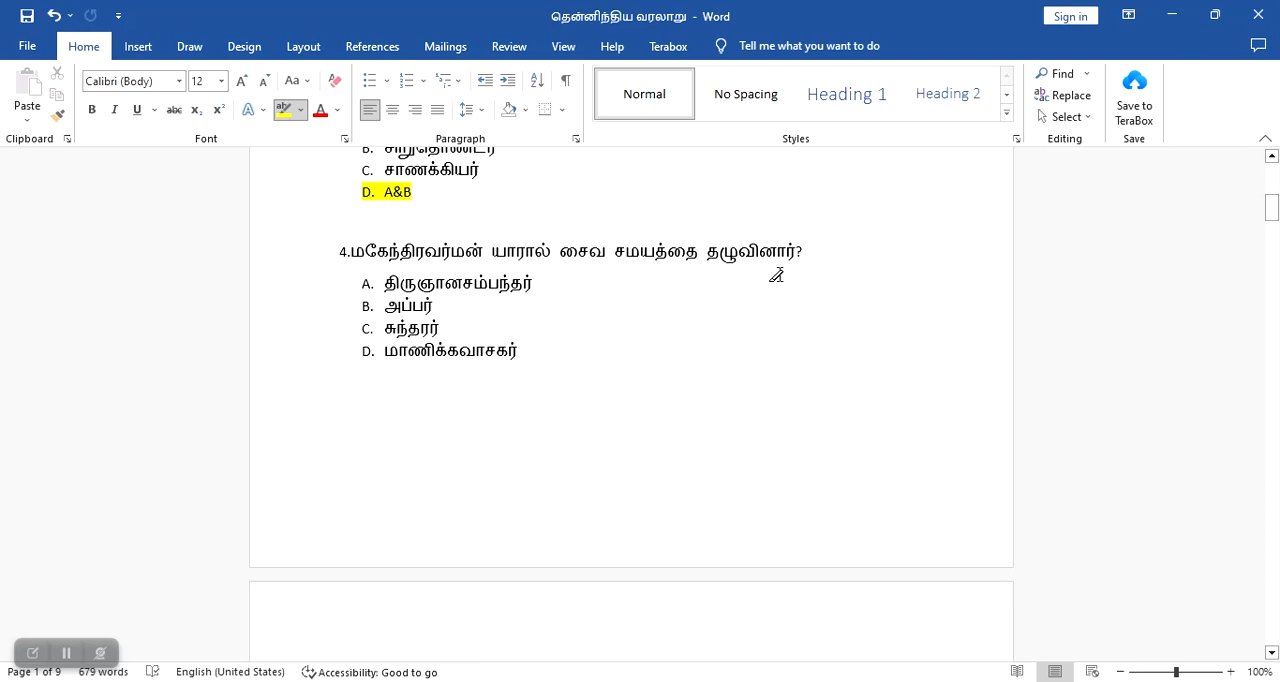 தென்னிந்திய வரலாறு - Word
Sign in
File Home Insert Draw Design Layout References Mailings Review View Help Terabox Tell me what you want to do
Paste
Calibri (Body) 12
Normal
No Spacing
Heading 1
Heading 2
Find
Replace
Select
Save to TeraBox
Clipboard Font Paragraph Styles Editing Save
B. சிறுதொண்டர்
C. சாணக்கியர்
D. A&B
4.மகேந்திரவர்மன் யாரால் சைவ சமயத்தை தழுவினார்?
A. திருஞானசம்பந்தர்
B. அப்பர்
C. சுந்தரர்
D. மாணிக்கவாசகர்
Page 1 of 9 679 words English (United States) Accessibility: Good to go 100%